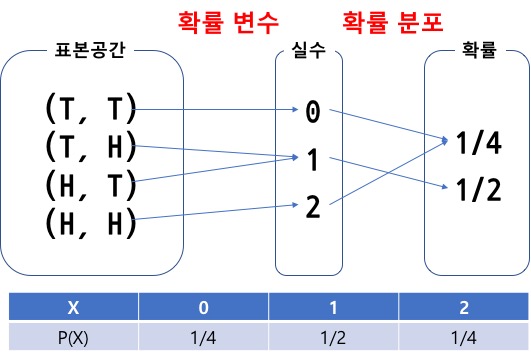 확률 변수 확률 분포
표본공간 실수 확률
(T, T)
(T, H)
(H, T)
(H, H)
0
1
2
1/4
1/2
X 0 1 2
P(X) 1/4 1/2 1/4